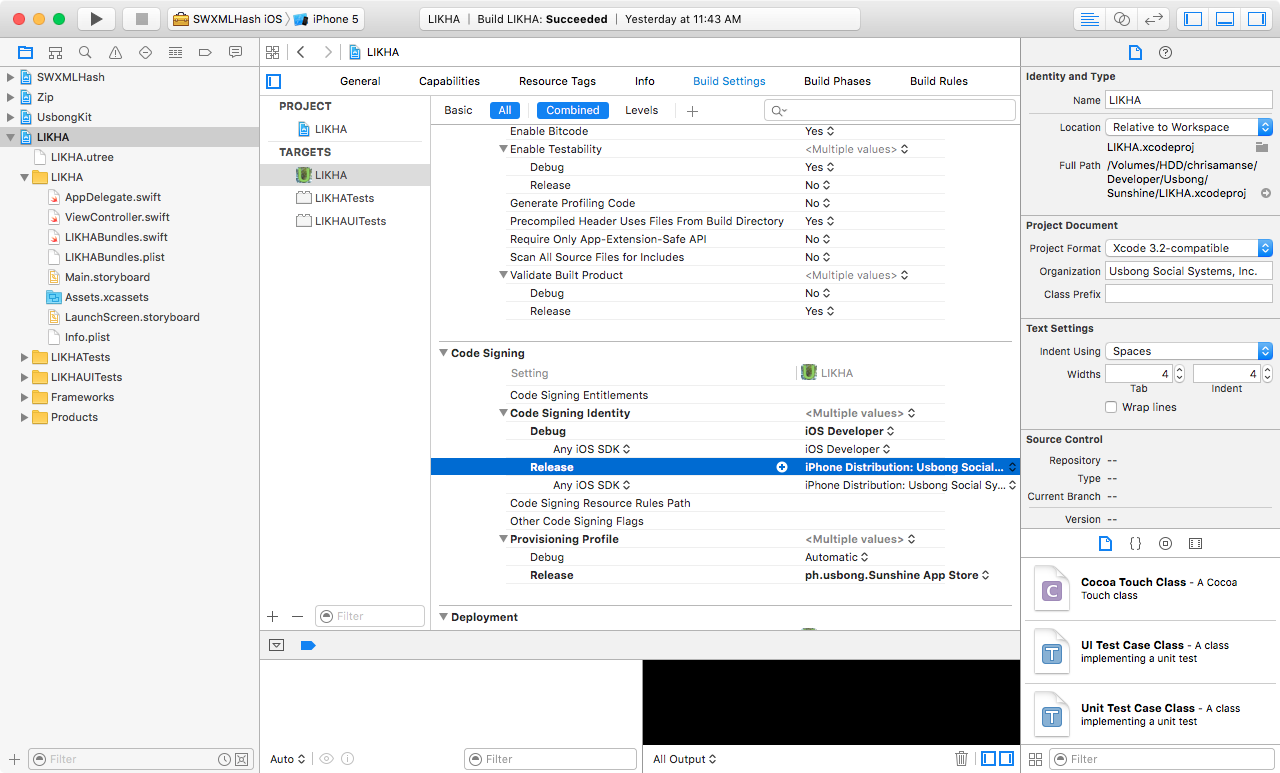 SWXMLHash iOS iPhone 5
LIKHA Build LIKHA: Succeeded Yesterday at 11:43 AM
SWXMLHash
Zip
UsbongKit
LIKHA
LIKHA.utree
LIKHA
AppDelegate.swift
ViewController.swift
LIKHABundles.swift
LIKHABundles.plist
Main.storyboard
Assets.xcassets
LaunchScreen.storyboard
Info.plist
LIKHATests
LIKHAUITests
Frameworks
Products
Filter
LIKHA
General Capabilities Resource Tags Info Build Settings Build Phases Build Rules
PROJECT
LIKHA
TARGETS
LIKHA
LIKHATests
LIKHAUITests
Filter
Basic All Combined Levels
Enable Bitcode Yes
Enable Testability <Multiple values>
Debug Yes
Release No
Generate Profiling Code No
Precompiled Header Uses Files From Build Directory Yes
Require Only App-Extension-Safe API No
Scan All Source Files for Includes No
Validate Built Product <Multiple values>
Debug No
Release Yes
Code Signing
Setting LIKHA
Code Signing Entitlements
Code Signing Identity <Multiple values>
Debug iOS Developer
Any iOS SDK iOS Developer
Release iPhone Distribution: Usbong Social...
Any iOS SDK iPhone Distribution: Usbong Social Sy...
Code Signing Resource Rules Path
Other Code Signing Flags
Provisioning Profile <Multiple values>
Debug Automatic
Release ph.usbong.Sunshine App Store
Deployment
Auto
Filter
All Output
Identity and Type
Name LIKHA
Location Relative to Workspace
LIKHA.xcodeproj
Full Path /Volumes/HDD/chrisamanse/
Developer/Usbong/
Sunshine/LIKHA.xcodeproj
Project Document
Project Format Xcode 3.2-compatible
Organization Usbong Social Systems, Inc.
Class Prefix
Text Settings
Indent Using Spaces
Widths 4 4
Tab Indent
Wrap lines
Source Control
Repository --
Type --
Current Branch --
Version --
{}
C
Cocoa Touch Class - A Cocoa
Touch class
T
UI Test Case Class - A class
implementing a unit test
T
Unit Test Case Class - A class
implementing a unit test
Filter